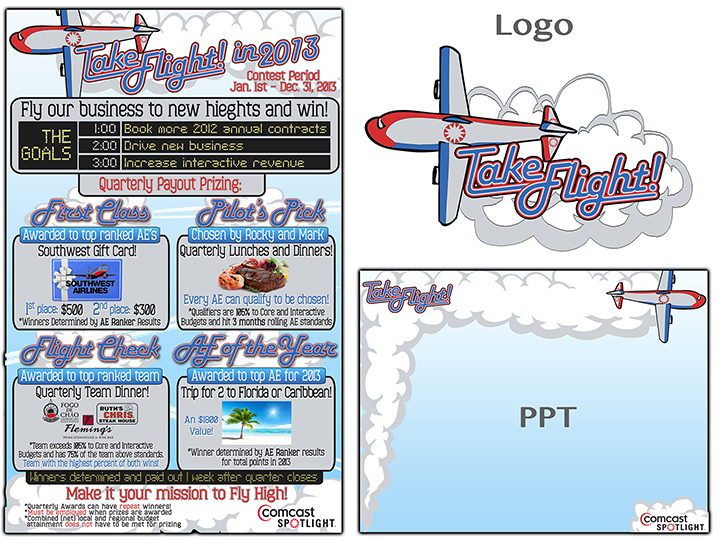 Take Flight! in 2013
Contest Period
Jan. 1st - Dec. 31, 2013
Fly our business to new hieghts and win!
THE GOALS
1:00 Book more 2012 annual contracts
2:00 Drive new business
3:00 Increase interactive revenue
Quarterly Payout Prizing:
First Class
Awarded to top ranked AE's
Southwest Gift Card!
SOUTHWEST AIRLINES
1st place: $500 2nd place: $300
*Winners Determined by AE Ranker Results
Pilot's Pick
Chosen by Rocky and Mark
Quarterly Lunches and Dinners!
Every AE can qualify to be chosen!
*Qualifiers are 105% to Core and Interactive
Budgets and hit 3 months rolling AE standards
Flight Check
Awarded to top ranked team
Quarterly Team Dinner!
FOGO DE CHAO
RUTH'S CHRIS
STEAK HOUSE
Fleming's
PRIME STEAKHOUSE & WINE BAR
*Team exceeds 105% to Core and Interactive
Budgets and has 75% of the team above standards.
Team with the highest percent of both wins!
AE of the Year
Awarded to top AE for 2013
Trip for 2 to Florida or Caribbean!
An $1800
Value!
*Winner determined by AE Ranker results
for total points in 2013
Winners determined and paid out 1 week after quarter closes
Make it your mission to Fly High!
*Quarterly Awards can have repeat winners!
*Must be employed when prizes are awarded
*Combined (net) local and regional budget
attainment does not have to be met for prizing
Comcast
SPOTLIGHT
Logo
Take Flight!
Take Flight!
PPT
Comcast
SPOTLIGHT